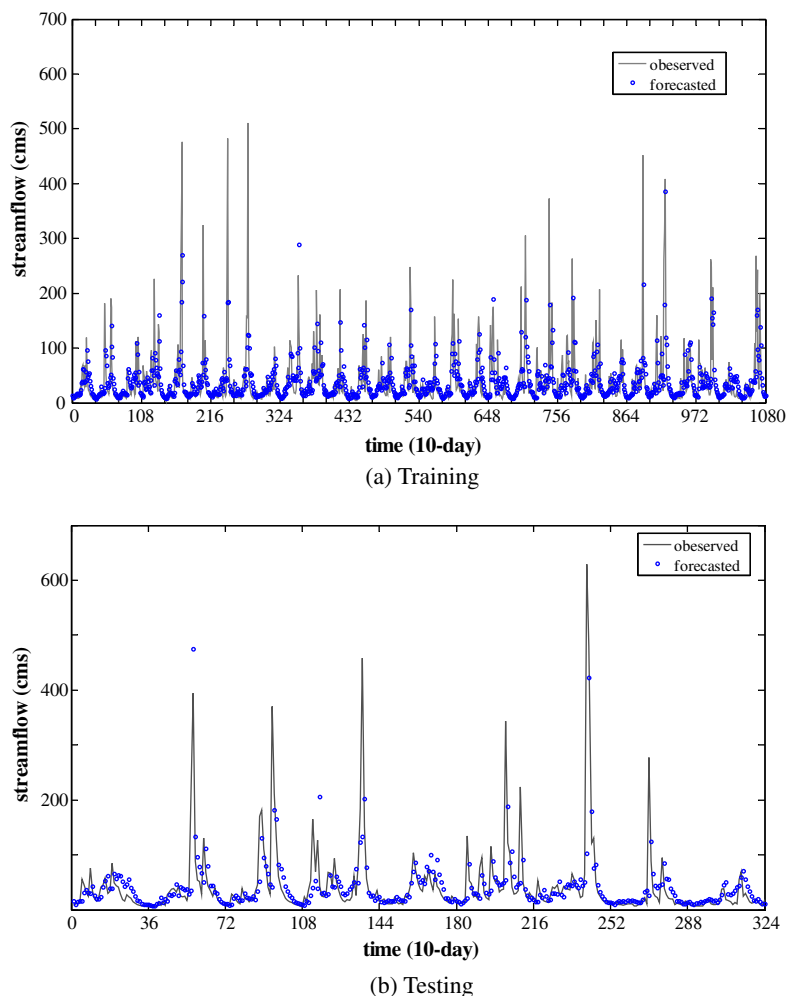 700
600
500
400
300
200
100
0
streamflow (cms)
obeserved
forecasted
0 108 216 324 432 540 648 756 864 972 1080
time (10-day)
(a) Training
600
400
200
0
streamflow (cms)
obeserved
forecasted
0 36 72 108 144 180 216 252 288 324
time (10-day)
(b) Testing